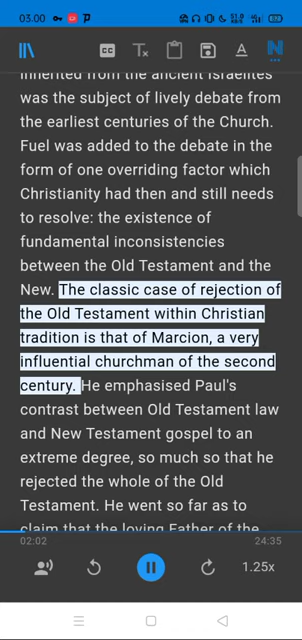 03.00
51.0
KB/s
CC
inherited from the ancient Israelites
was the subject of lively debate from
the earliest centuries of the Church.
Fuel was added to the debate in the
form of one overriding factor which
Christianity had then and still needs
to resolve: the existence of
fundamental inconsistencies
between the Old Testament and the
New. The classic case of rejection of
the Old Testament within Christian
tradition is that of Marcion, a very
influential churchman of the second
century. He emphasised Paul's
contrast between Old Testament law
and New Testament gospel to an
extreme degree, so much so that he
rejected the whole of the Old
Testament. He went so far as to
claim that the loving Father of the
02:02
24:35
1.25x